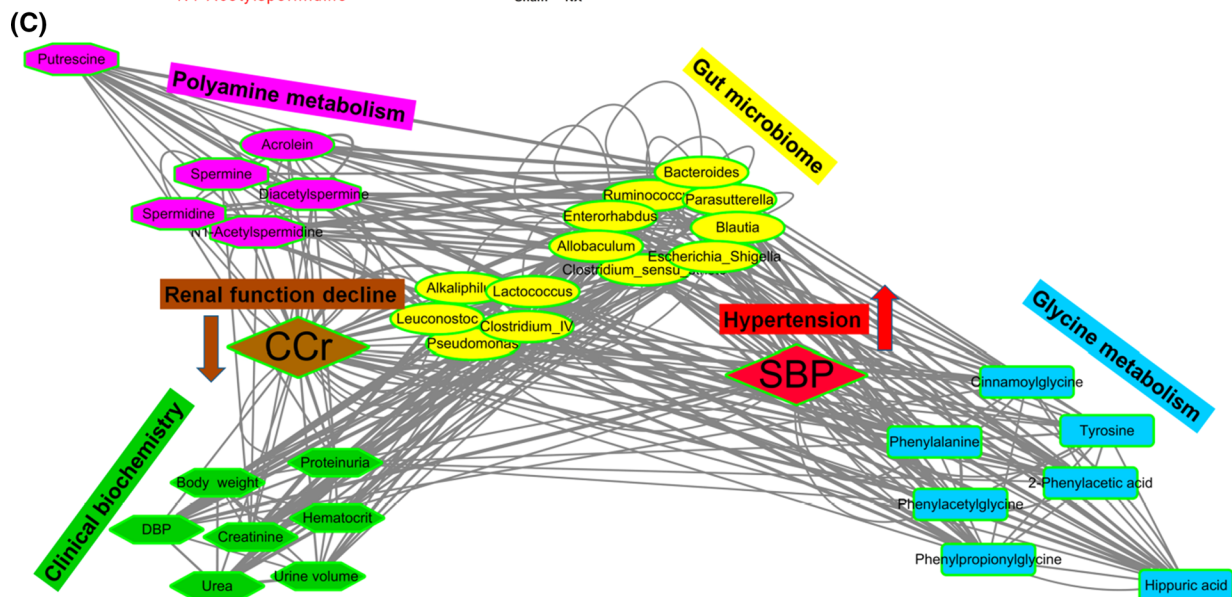 (C)
Putrescine
Polyamine metabolism
Gut microbiome
Acrolein
Spermine
Diacetylspermine
Spermidine
N1-Acetylspermidine
Bacteroides
Parasutterella
Enterorhabdus
Blautia
Allobaculum
Escherichia_Shigella
Clostridium_sensu_
Renal function decline
Lactococcus
Leuconostoc
Clostridium_IV
Pseudomonas
CCr
Hypertension
SBP
Glycine metabolism
Cinnamoylglycine
Tyrosine
Phenylalanine
2-Phenylacetic acid
Phenylacetylglycine
Phenylpropionylglycine
Hippuric acid
Clinical biochemistry
Proteinuria
Body weight
Hematocrit
DBP
Creatinine
Urine volume
Urea